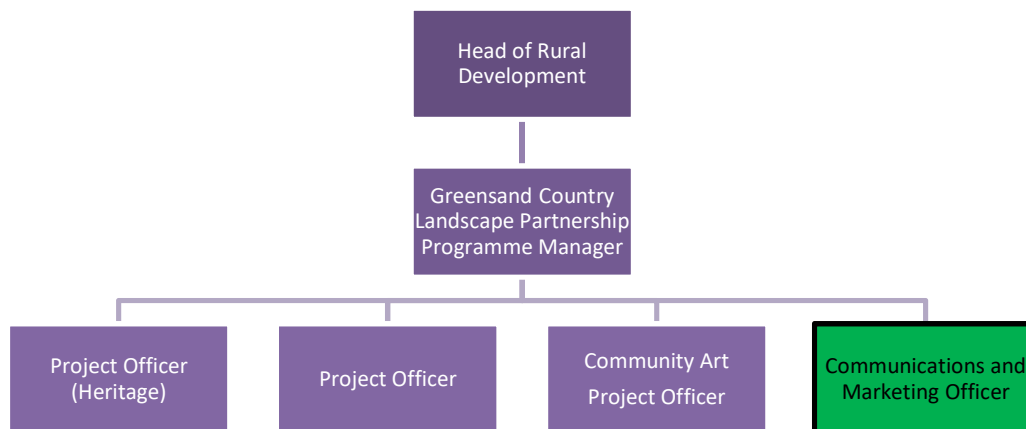 Head of Rural
Development
Greensand Country
Landscape Partnership
Programme Manager
Project Officer
(Heritage)
Project Officer
Community Art
Project Officer
Communications and
Marketing Officer